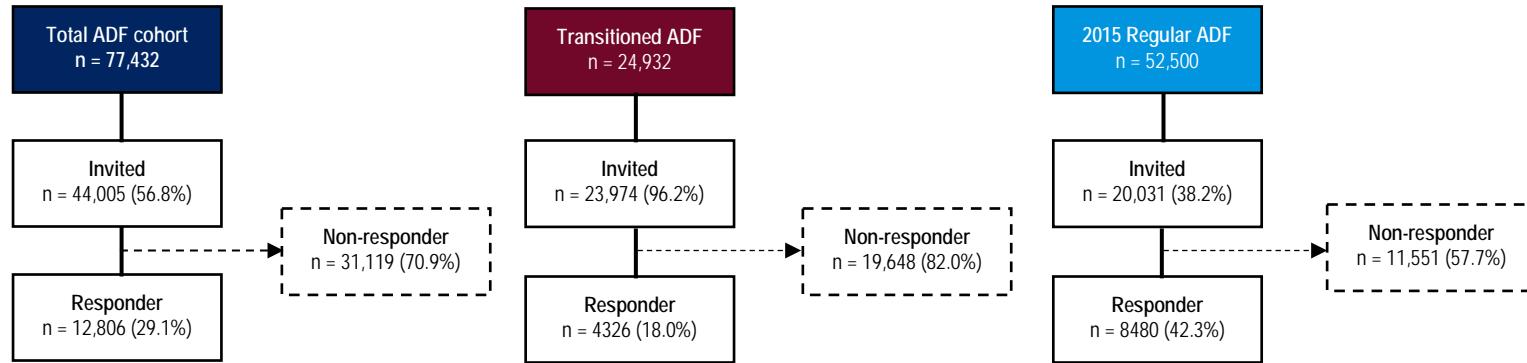 Total ADF cohort
n = 77,432
Invited
n = 44,005 (56.8%)
Non-responder
n = 31,119 (70.9%)
Responder
n = 12,806 (29.1%)
Transitioned ADF
n = 24,932
Invited
n = 23,974 (96.2%)
Non-responder
n = 19,648 (82.0%)
Responder
n = 4326 (18.0%)
2015 Regular ADF
n = 52,500
Invited
n = 20,031 (38.2%)
Non-responder
n = 11,551 (57.7%)
Responder
n = 8480 (42.3%)